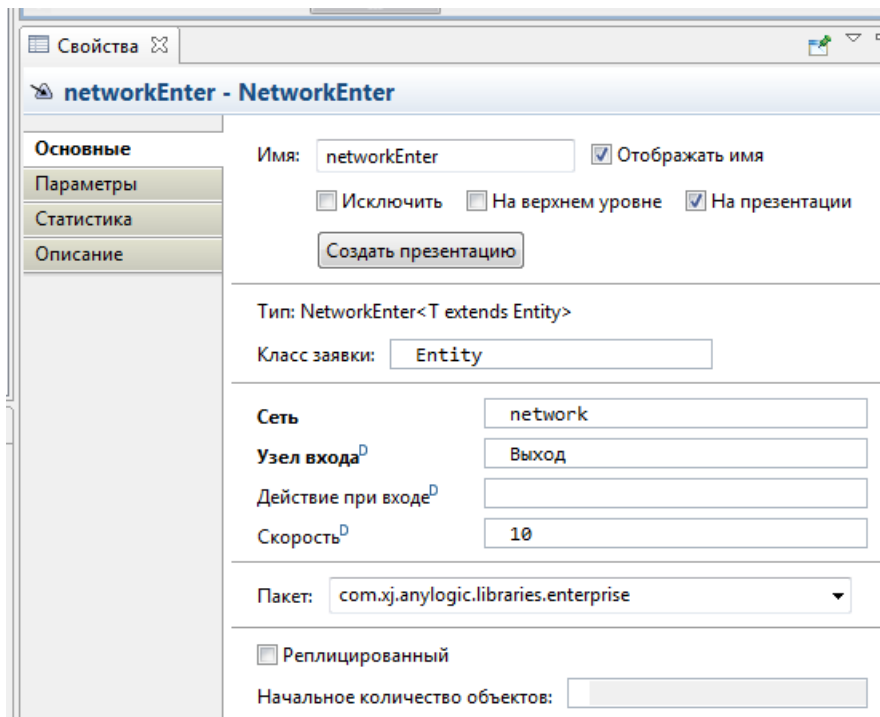 Свойства
networkEnter - NetworkEnter
Основные
Параметры
Статистика
Описание
Имя: networkEnter Отображать имя
Исключить На верхнем уровне На презентации
Создать презентацию
Тип: NetworkEnter<T extends Entity>
Класс заявки: Entity
Сеть network
Узел входа D Выход
Действие при входе D
Скорость D 10
Пакет: com.xj.anylogic.libraries.enterprise
Реплицированный
Начальное количество объектов: